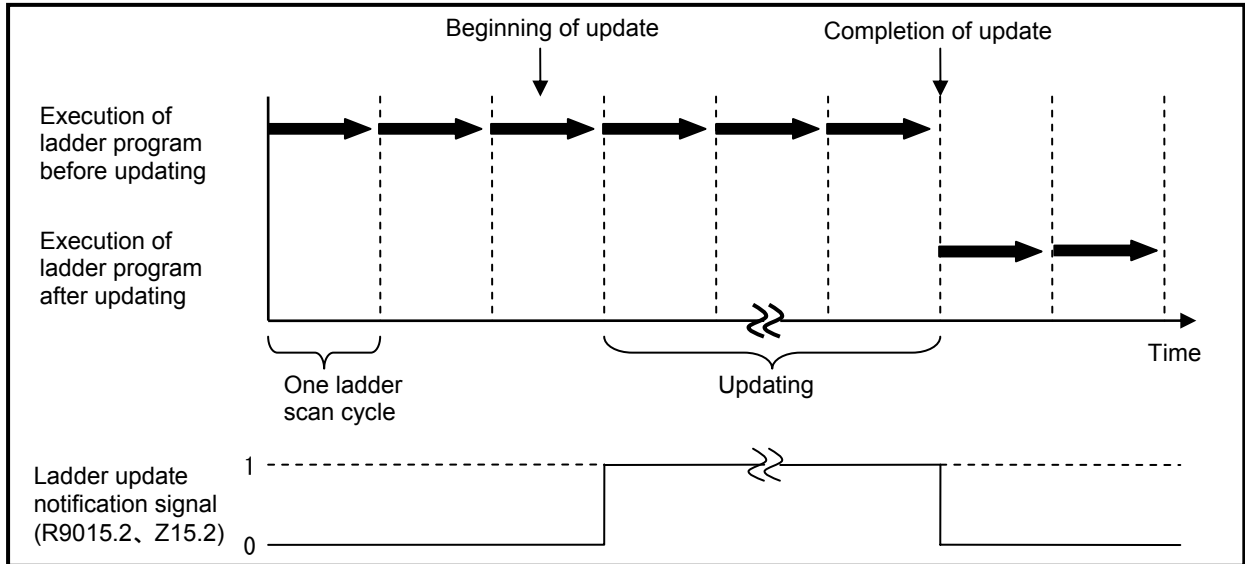 Beginning of update
Completion of update
Execution of
ladder program
before updating
Execution of
ladder program
after updating
Time
One ladder
scan cycle
Updating
Ladder update
notification signal
(R9015.2、Z15.2)
1
0